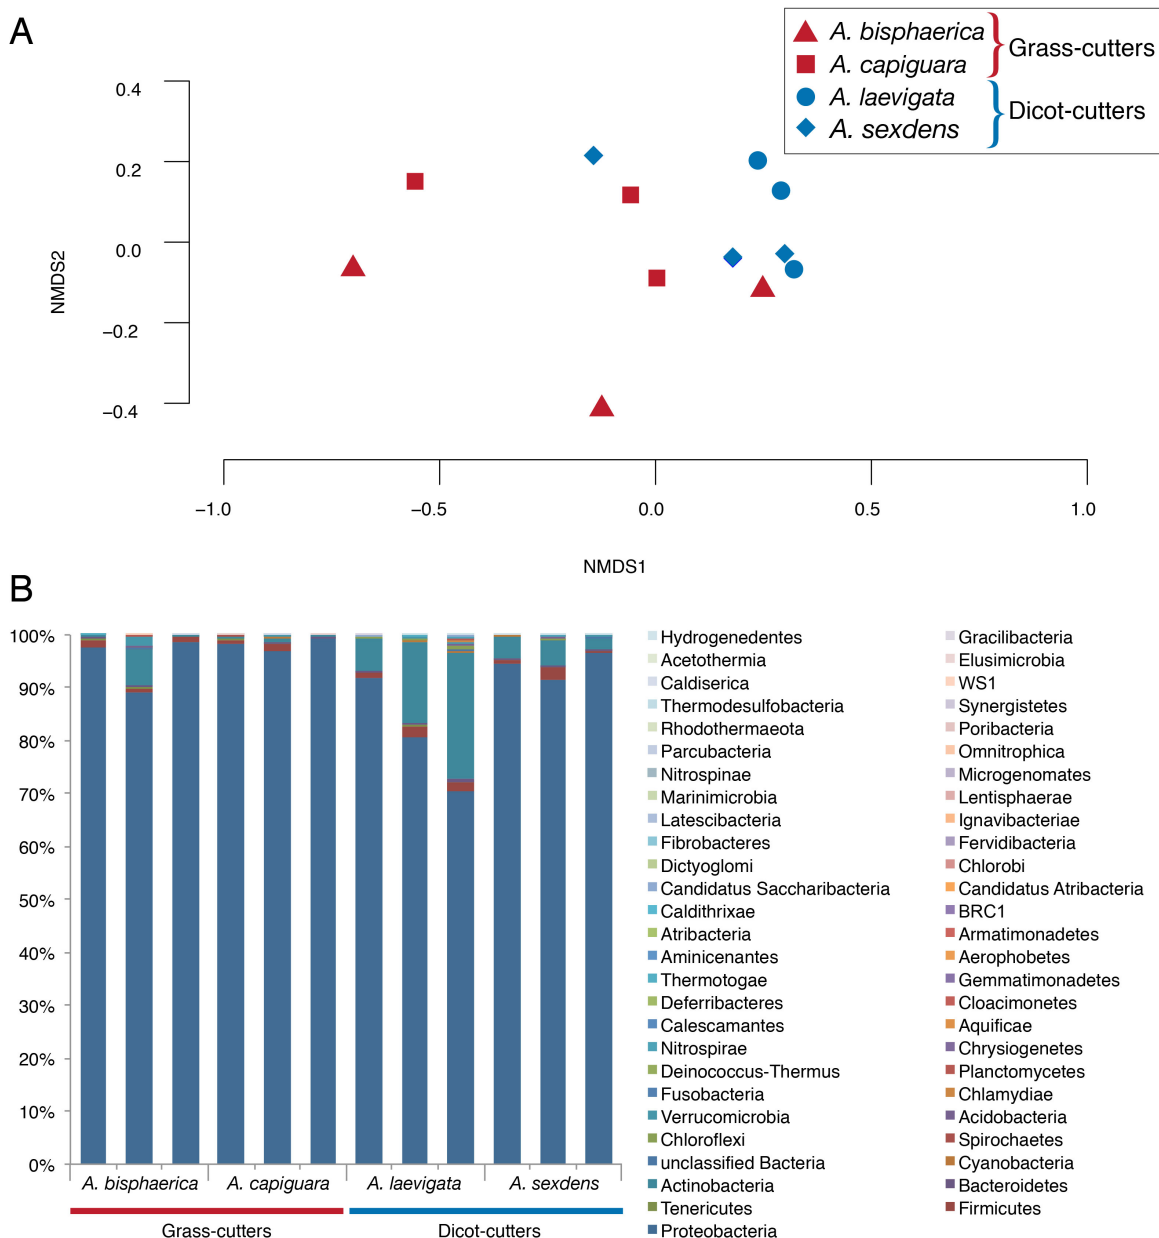 A
A. bisphaerica
A. capiguara
Grass-cutters
A. laevigata
A. sexdens
Dicot-cutters
0.4
0.2
0.0
−0.2
−0.4
NMDS2
−1.0 −0.5 0.0 0.5 1.0
NMDS1
B
100%
90%
80%
70%
60%
50%
40%
30%
20%
10%
0%
A. bisphaerica A. capiguara A. laevigata A. sexdens
Grass-cutters Dicot-cutters
Hydrogenedentes
Acetothermia
Caldiserica
Thermodesulfobacteria
Rhodothermaeota
Parcubacteria
Nitrospinae
Marinimicrobia
Latescibacteria
Fibrobacteres
Dictyoglomi
Candidatus Saccharibacteria
Caldithrixae
Atribacteria
Aminicenantes
Thermotogae
Deferribacteres
Calescamantes
Nitrospirae
Deinococcus-Thermus
Fusobacteria
Verrucomicrobia
Chloroflexi
unclassified Bacteria
Actinobacteria
Tenericutes
Proteobacteria
Gracilibacteria
Elusimicrobia
WS1
Synergistetes
Poribacteria
Omnitrophica
Microgenomates
Lentisphaerae
Ignavibacteriae
Fervidibacteria
Chlorobi
Candidatus Atribacteria
BRC1
Armatimonadetes
Aerophobetes
Gemmatimonadetes
Cloacimonetes
Aquificae
Chrysiogenetes
Planctomycetes
Chlamydiae
Acidobacteria
Spirochaetes
Cyanobacteria
Bacteroidetes
Firmicutes